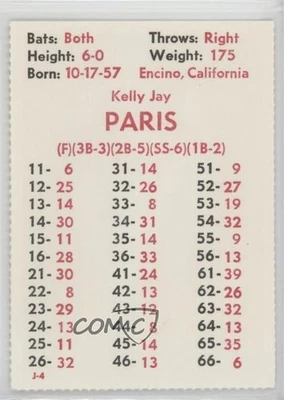 Bats: Both Throws: Right
Height: 6-0 Weight: 175
Born: 10-17-57 Encino, California
Kelly Jay
PARIS
(F)(3B-3)(2B-5)(SS-6)(1B-2)
11- 6 31- 14 51- 9
12- 25 32- 26 52- 27
13- 14 33- 8 53- 19
14- 30 34- 31 54- 14
15- 11 35- 14 55- 9
16- 28 36- 33 56- 30
21- 30 41- 24 61- 13
22- 8 42- 13 62- 26
23- 29 43- 12 63- 32
24- 13 44- 8 64- 13
25- 11 45- 14 65- 33
26- 32 46- 13 66- 6
J-4
COMC